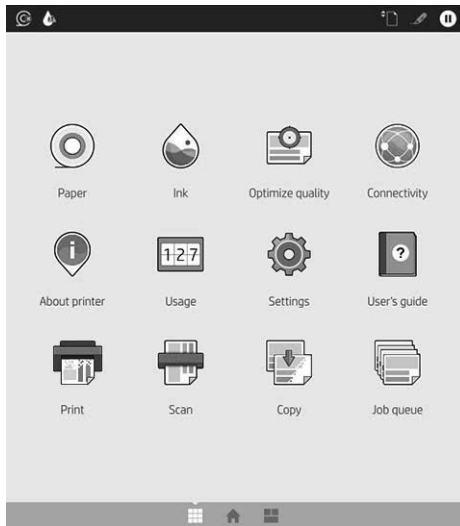 Paper
Ink
Optimize quality
Connectivity
i
127
?
About printer
Usage
Settings
User's guide
Print
Scan
Copy
Job queue